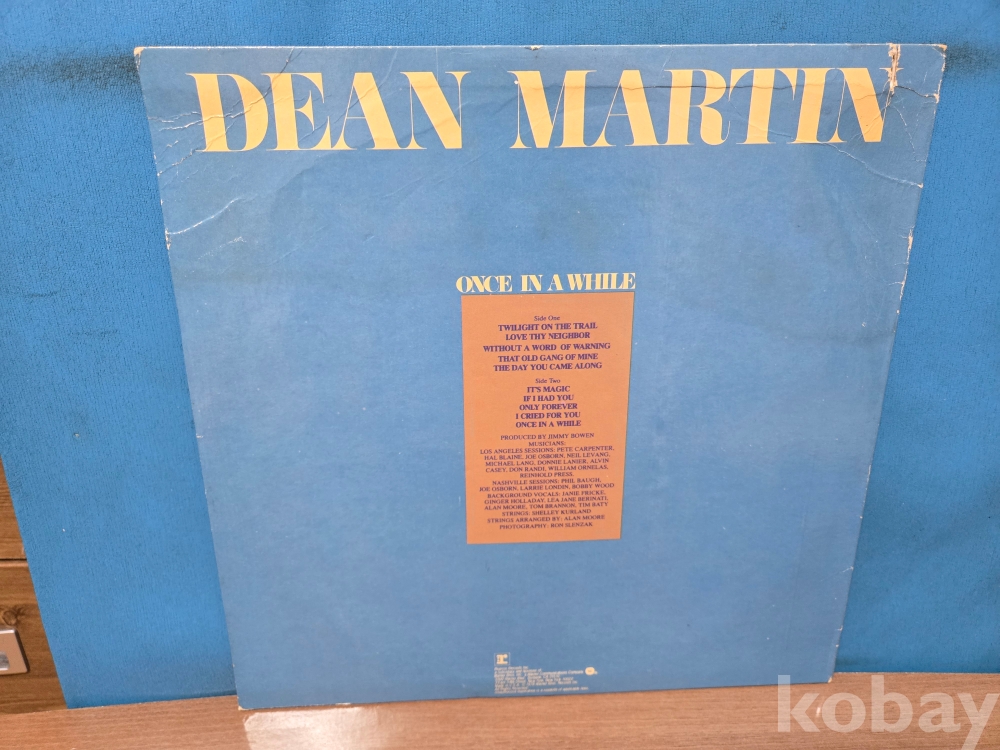 DEAN MARTIN
ONCE IN A WHILE
Side One
TWILIGHT ON THE TRAIL
LOVE THY NEIGHBOR
WITHOUT A WORD OF WARNING
THAT OLD GANG OF MINE
THE DAY YOU CAME ALONG
Side Two
IT'S MAGIC
IF I HAD YOU
ONLY FOREVER
I CRIED FOR YOU
ONCE IN A WHILE
PRODUCED BY JIMMY BOWEN
MUSICIANS:
LOS ANGELES SESSIONS: PETE CARPENTER,
HAL BLAINE, JOE OSBORN, NEIL LEVANG,
MICHAEL LANG, DONNIE LANIER, ALVIN
CASEY, DON RANDI, WILLIAM ORNELAS,
REINHOLD PRESS.
NASHVILLE SESSIONS: PHIL BAUGH,
JOE OSBORN, LARRIE LONDIN, BOBBY WOOD
BACKGROUND VOCALS: JANIE FRICKE,
GINGER HOLLADAY, LEA JANE BERINATI,
ALAN MOORE, TOM BRANNON, TIM BATY
STRINGS: SHELLEY KURLAND
STRINGS ARRANGED BY: ALAN MOORE
PHOTOGRAPHY: RON SLENZAK
kobay